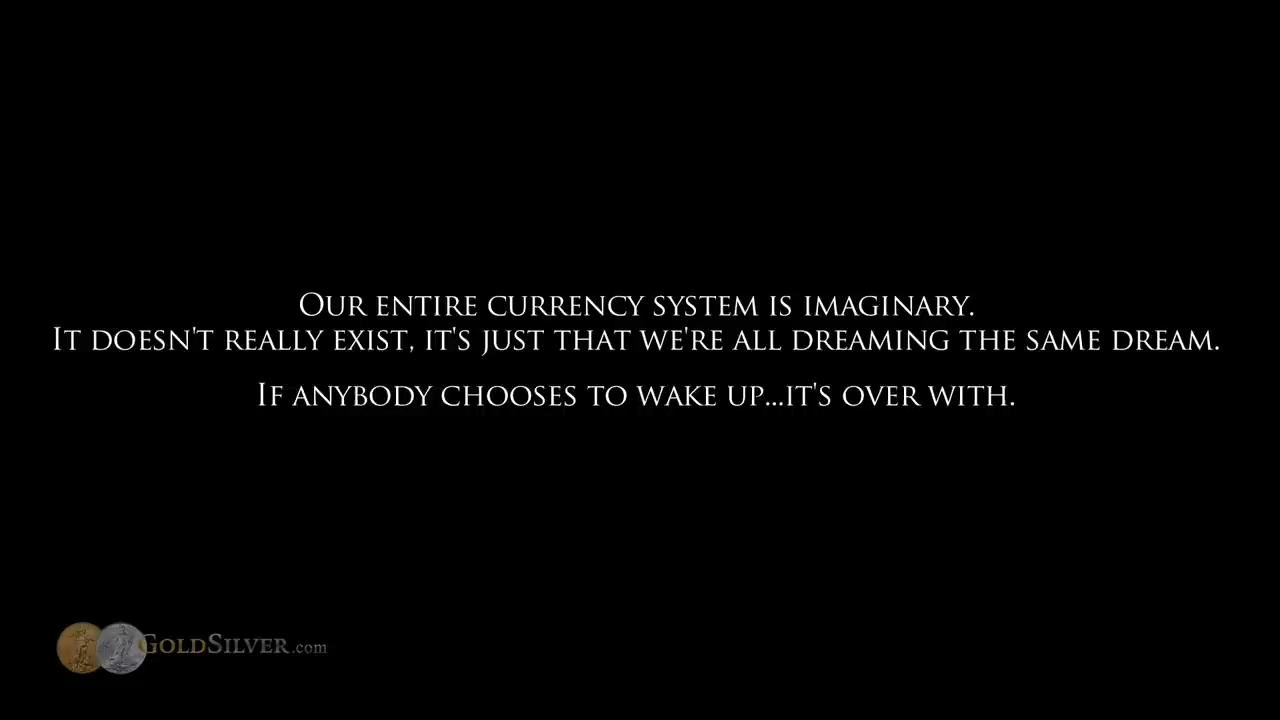 Our entire currency system is imaginary.
It doesn't really exist, it's just that we're all dreaming the same dream.
If anybody chooses to wake up...it's over with.
GoldSilver.com